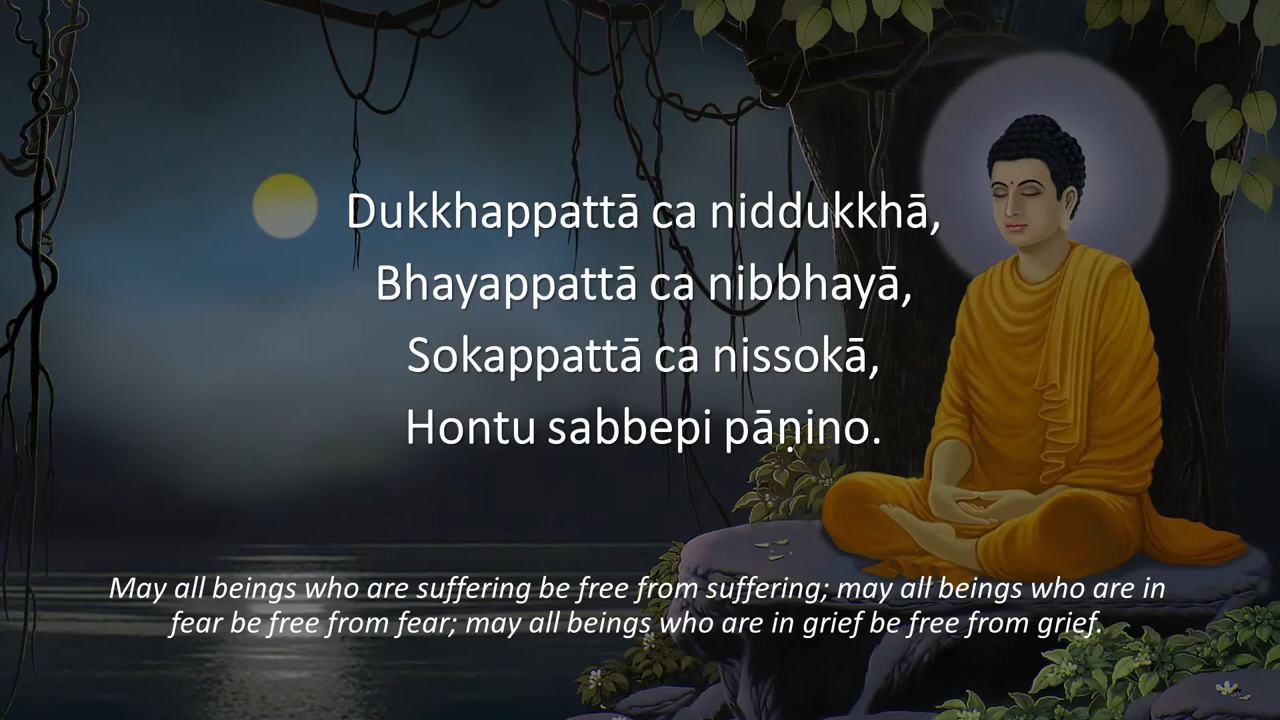 Dukkhappattā ca niddukkhā,
Bhayappattā ca nibbhayā,
Sokappattā ca nissokā,
Hontu sabbepi pāṇino.
May all beings who are suffering be free from suffering; may all beings who are in
fear be free from fear; may all beings who are in grief be free from grief.